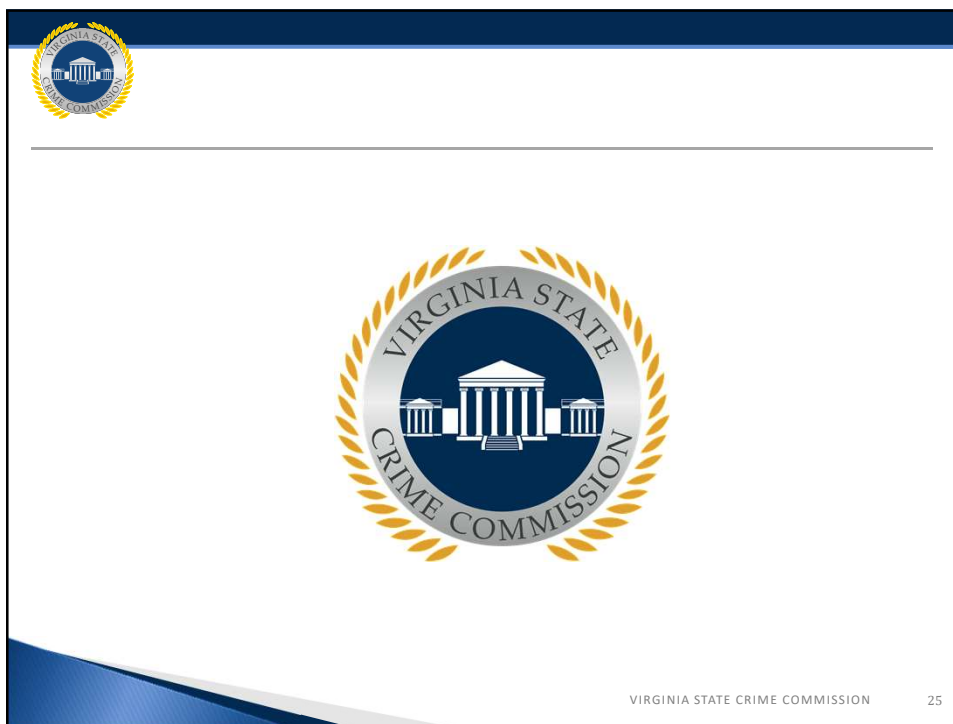 VIRGINIA STATE
CRIME COMMISSION
VIRGINIA STATE
CRIME COMMISSION
VIRGINIA STATE CRIME COMMISSION
25